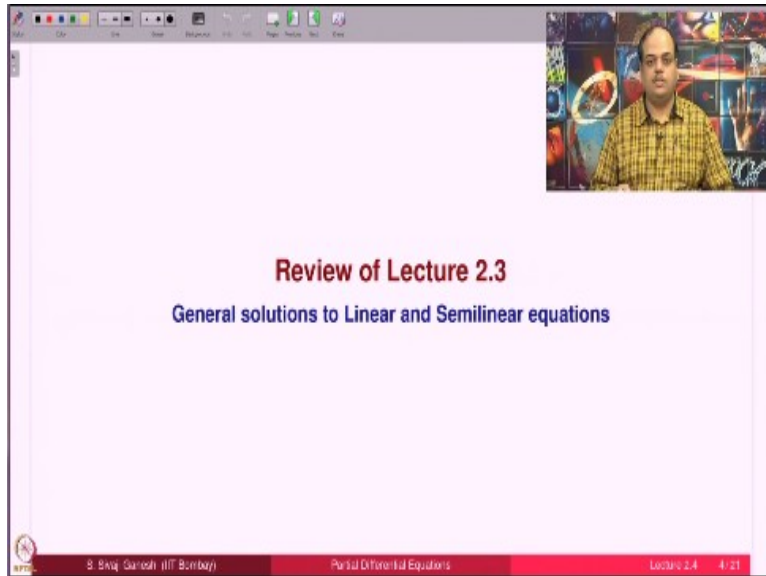 Review of Lecture 2.3
General solutions to Linear and Semilinear equations
S. Sivaji Ganesh (IIT Bombay)
Partial Differential Equations
Lecture 2.4
4/21